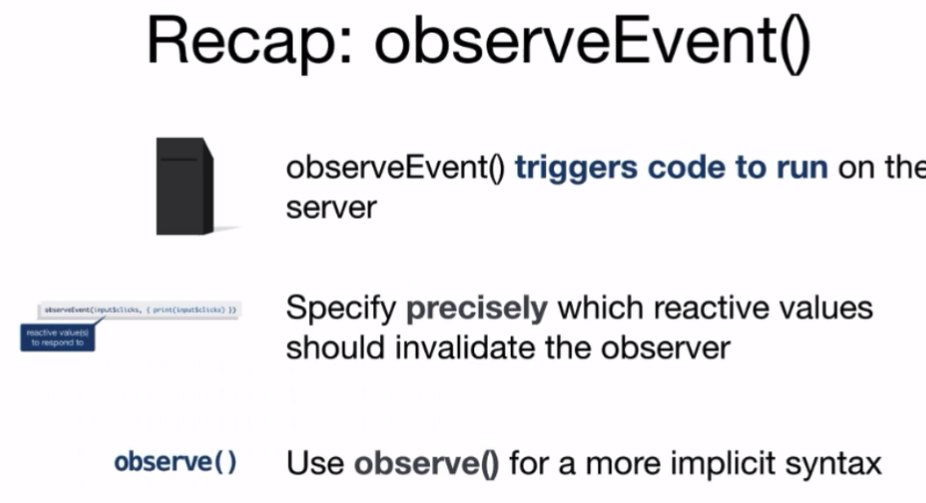 Recap: observeEvent()
observeEvent() triggers code to run on the
server
observeEvent(input$clicks, { print(input$clicks) })
reactive value(s)
to respond to
Specify precisely which reactive values
should invalidate the observer
observe()
Use observe() for a more implicit syntax